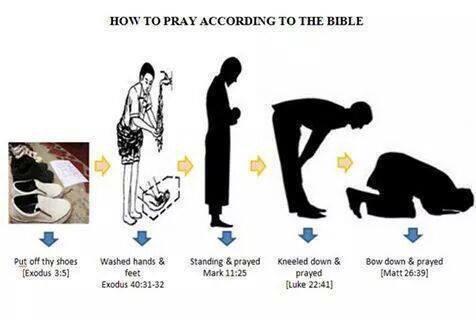 HOW TO PRAY ACCORDING TO THE BIBLE
Put off thy shoes
[Exodus 3:5]
Washed hands &
feet
Exodus 40:31-32
Standing & prayed
Mark 11:25
Kneeled down &
prayed
[Luke 22:41]
Bow down & prayed
[Matt 26:39]